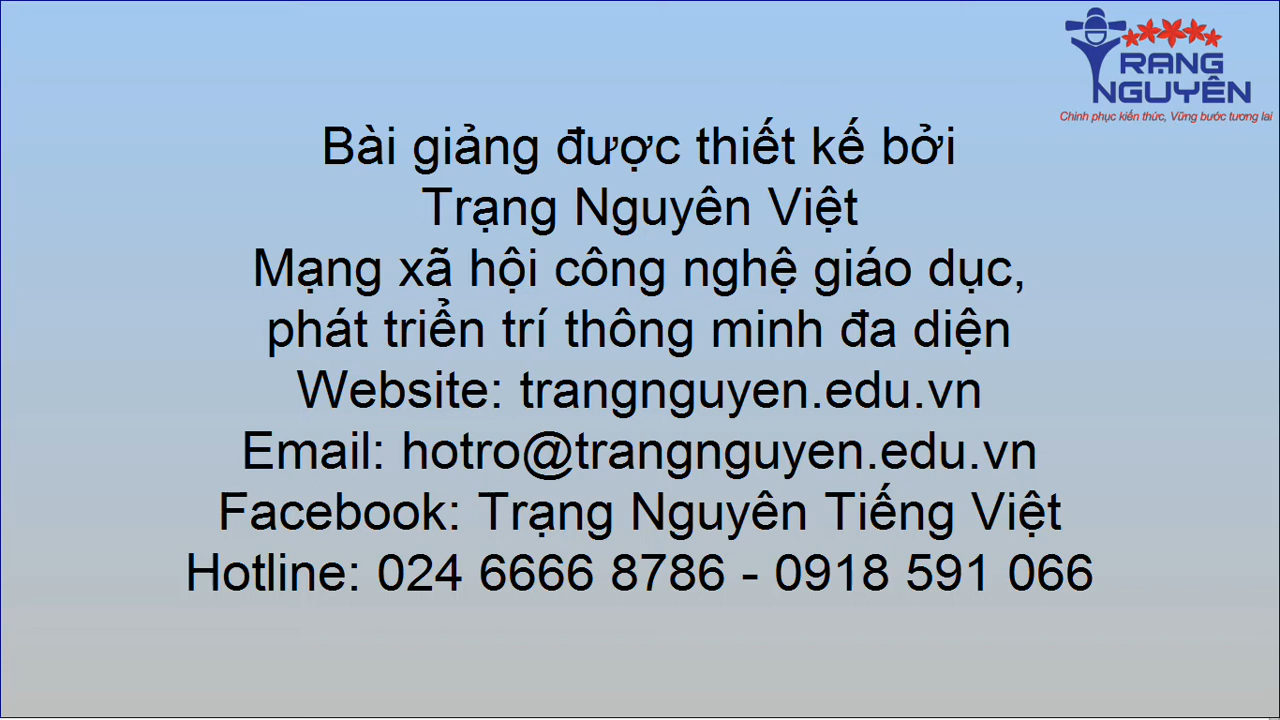 TRẠNG
NGUYÊN
Chinh phục kiến thức, Vững bước tương lai
Bài giảng được thiết kế bởi
Trạng Nguyên Việt
Mạng xã hội công nghệ giáo dục,
phát triển trí thông minh đa diện
Website: trangnguyen.edu.vn
Email: hotro@trangnguyen.edu.vn
Facebook: Trạng Nguyên Tiếng Việt
Hotline: 024 6666 8786 - 0918 591 066